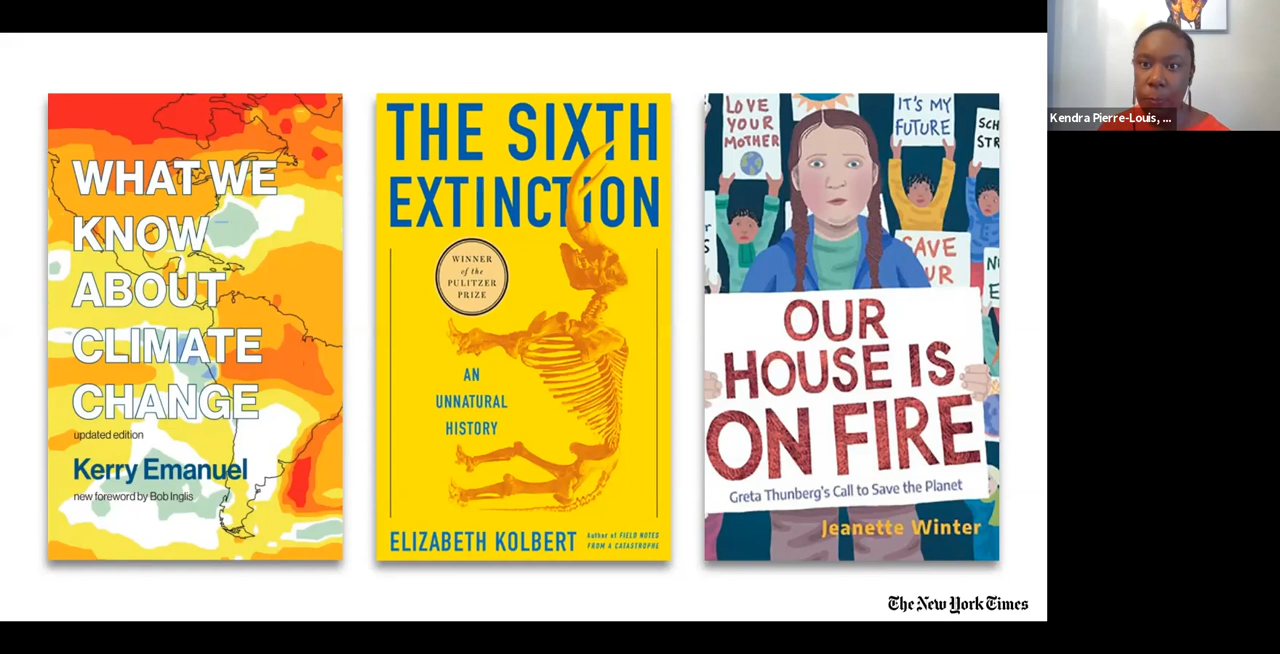 WHAT WE
KNOW
ABOUT
CLIMATE
CHANGE
updated edition
Kerry Emanuel
new foreword by Bob Inglis
THE SIXTH
EXTINCTION
WINNER
of the
PULITZER
PRIZE
AN
UNNATURAL
HISTORY
ELIZABETH KOLBERT
Author of FIELD NOTES
FROM A CATASTROPHE
LOVE
YOUR
MOTHER
IT'S MY
FUTURE
SCH
STR
SAVE
UR
OUR
HOUSE IS
ON FIRE
Greta Thunberg's Call to Save the Planet
Jeanette Winter
The New York Times
Kendra Pierre-Louis, ...